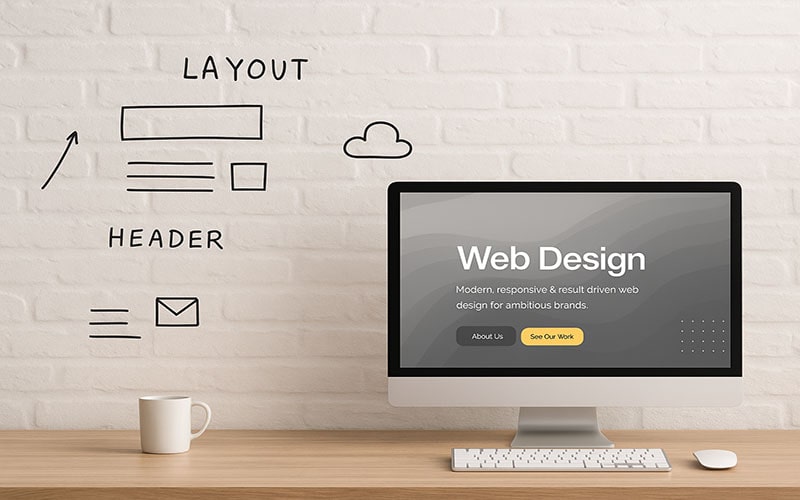 LAYOUT
HEADER
Web Design
Modern, responsive & result driven web
design for ambitious brands.
About Us
See Our Work